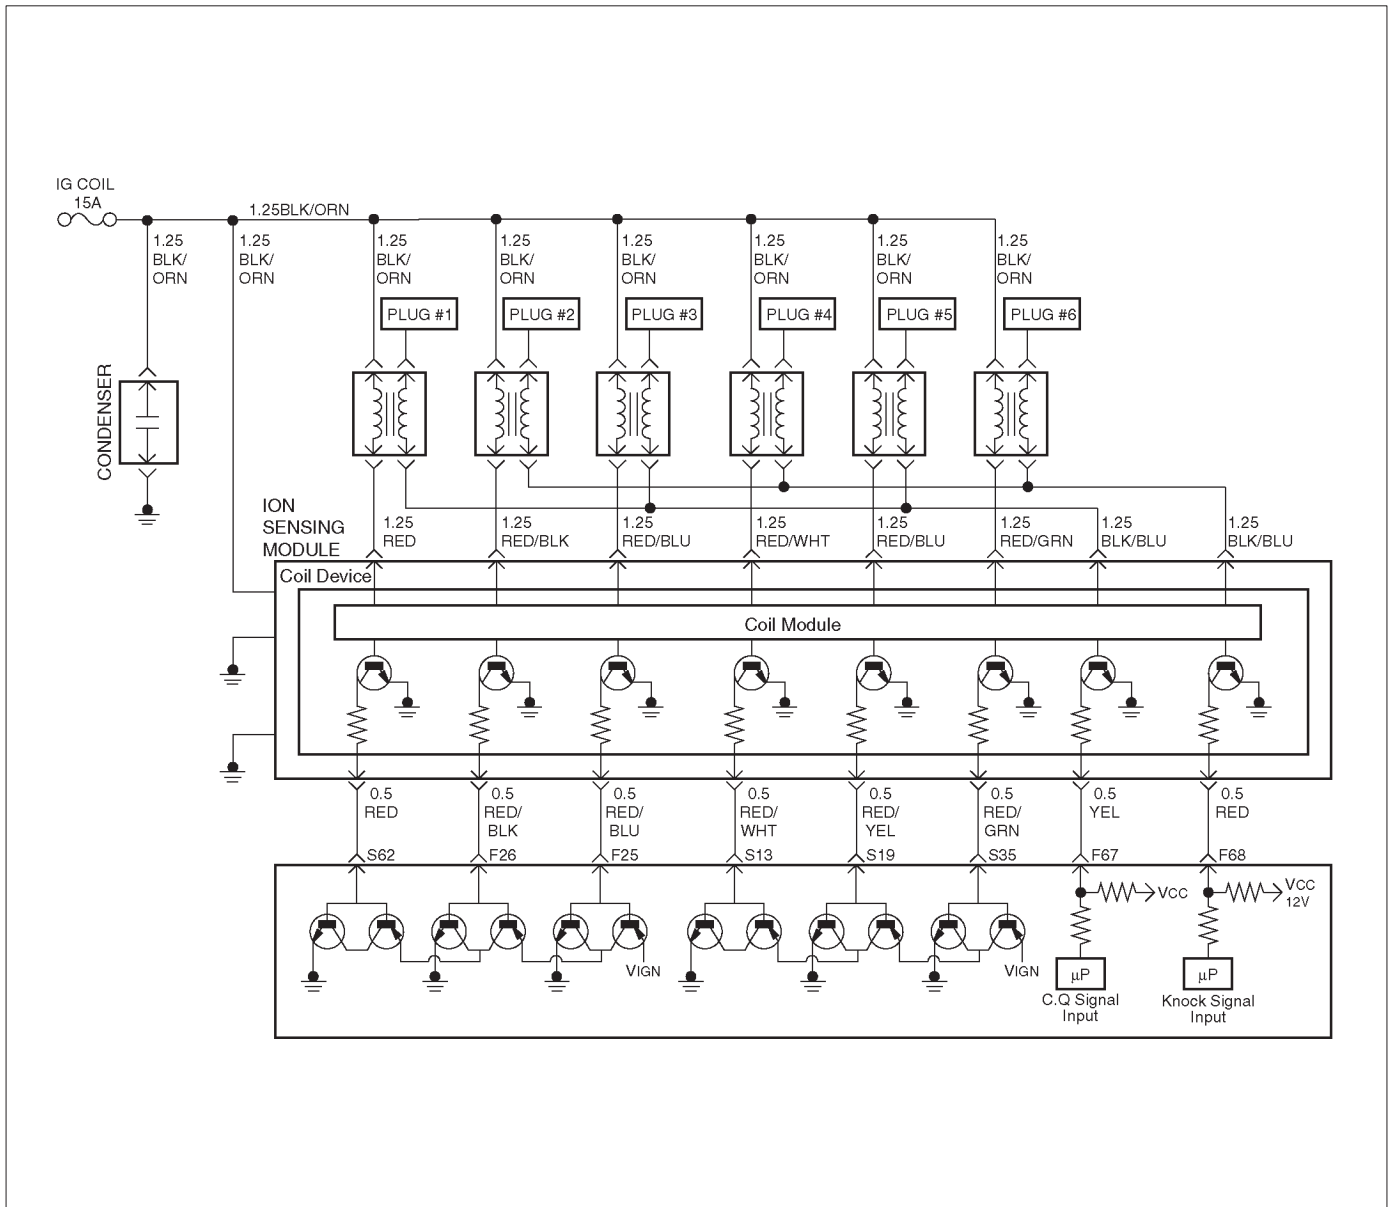 IG COIL
15A
1.25BLK/ORN
1.25
BLK/
ORN
1.25
BLK/
ORN
1.25
BLK/
ORN
1.25
BLK/
ORN
1.25
BLK/
ORN
1.25
BLK/
ORN
1.25
BLK/
ORN
1.25
BLK/
ORN
PLUG #1
PLUG #2
PLUG #3
PLUG #4
PLUG #5
PLUG #6
CONDENSER
ION
SENSING
MODULE
1.25
RED
1.25
RED/BLK
1.25
RED/BLU
1.25
RED/WHT
1.25
RED/BLU
1.25
RED/GRN
1.25
BLK/BLU
1.25
BLK/BLU
Coil Device
Coil Module
0.5
RED
0.5
RED/
BLK
0.5
RED/
BLU
0.5
RED/
WHT
0.5
RED/
YEL
0.5
RED/
GRN
0.5
YEL
0.5
RED
S62
F26
F25
S13
S19
S35
F67
F68
VCC
VCC
12V
VIGN
VIGN
µP
C.Q Signal
Input
µP
Knock Signal
Input